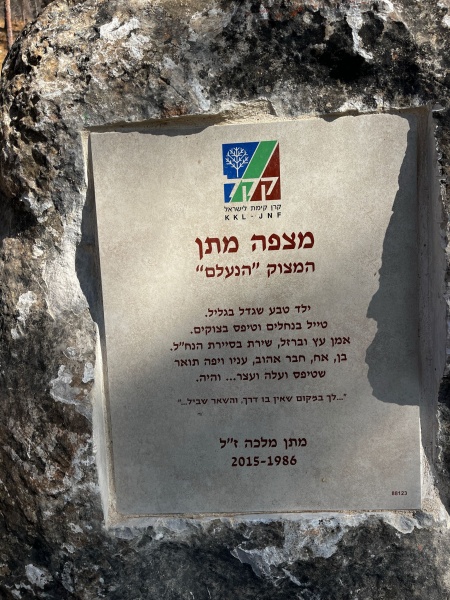 קקל
קרן קימת לישראל
KKL - JNF
מצפה מתן
המצוק "הנעלם"
ילד טבע שגדל בגליל.
טייל בנחלים וטיפס בצוקים.
אמן עץ וברזל, שירת בסיירת הנח"ל.
בן, אח, חבר אהוב, עניו ויפה תואר
שטיפס ועלה ועצר... והיה.
"...לך במקום שאין בו דרך, והשאר שביל..."
מתן מלכה ז"ל
2015-1986
80123